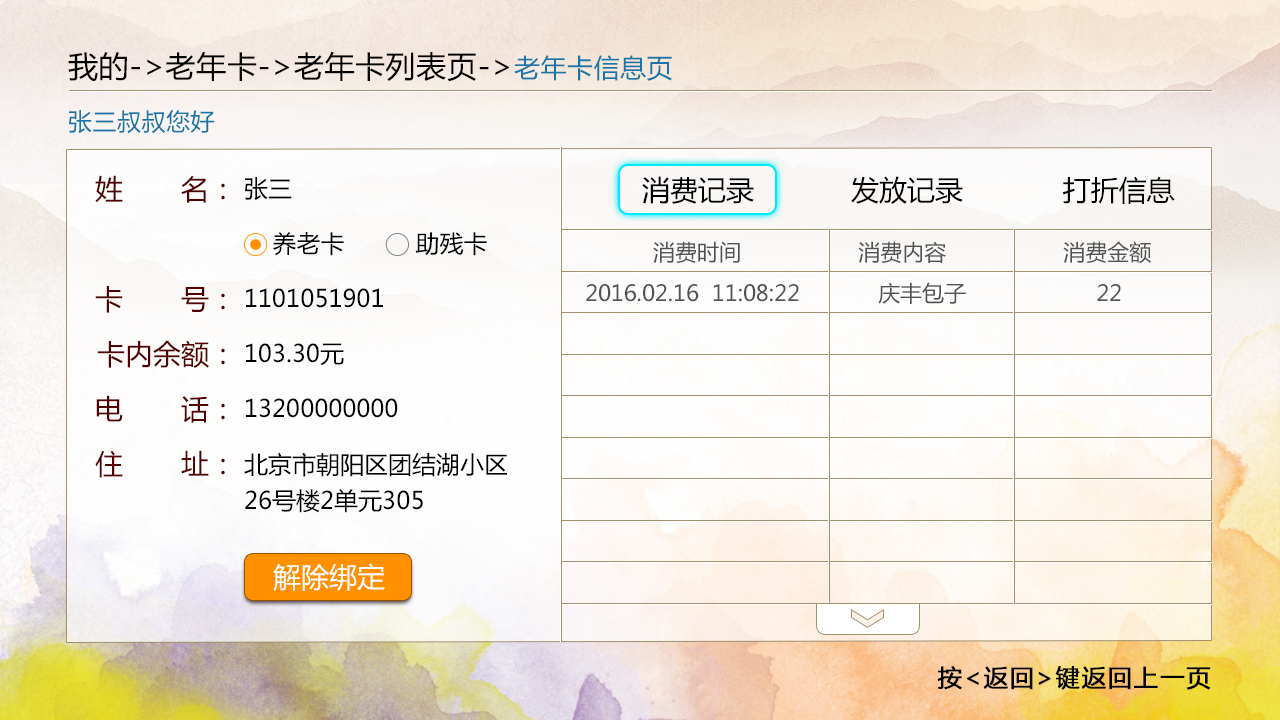 我的->老年卡->老年卡列表页->老年卡信息页
张三叔叔您好
姓名：张三
养老卡 助残卡
卡号：1101051901
卡内余额：103.30元
电话：13200000000
住址：北京市朝阳区团结湖小区
26号楼2单元305
解除绑定
消费记录 发放记录 打折信息
消费时间 消费内容 消费金额
2016.02.16 11:08:22 庆丰包子 22
按<返回>键返回上一页